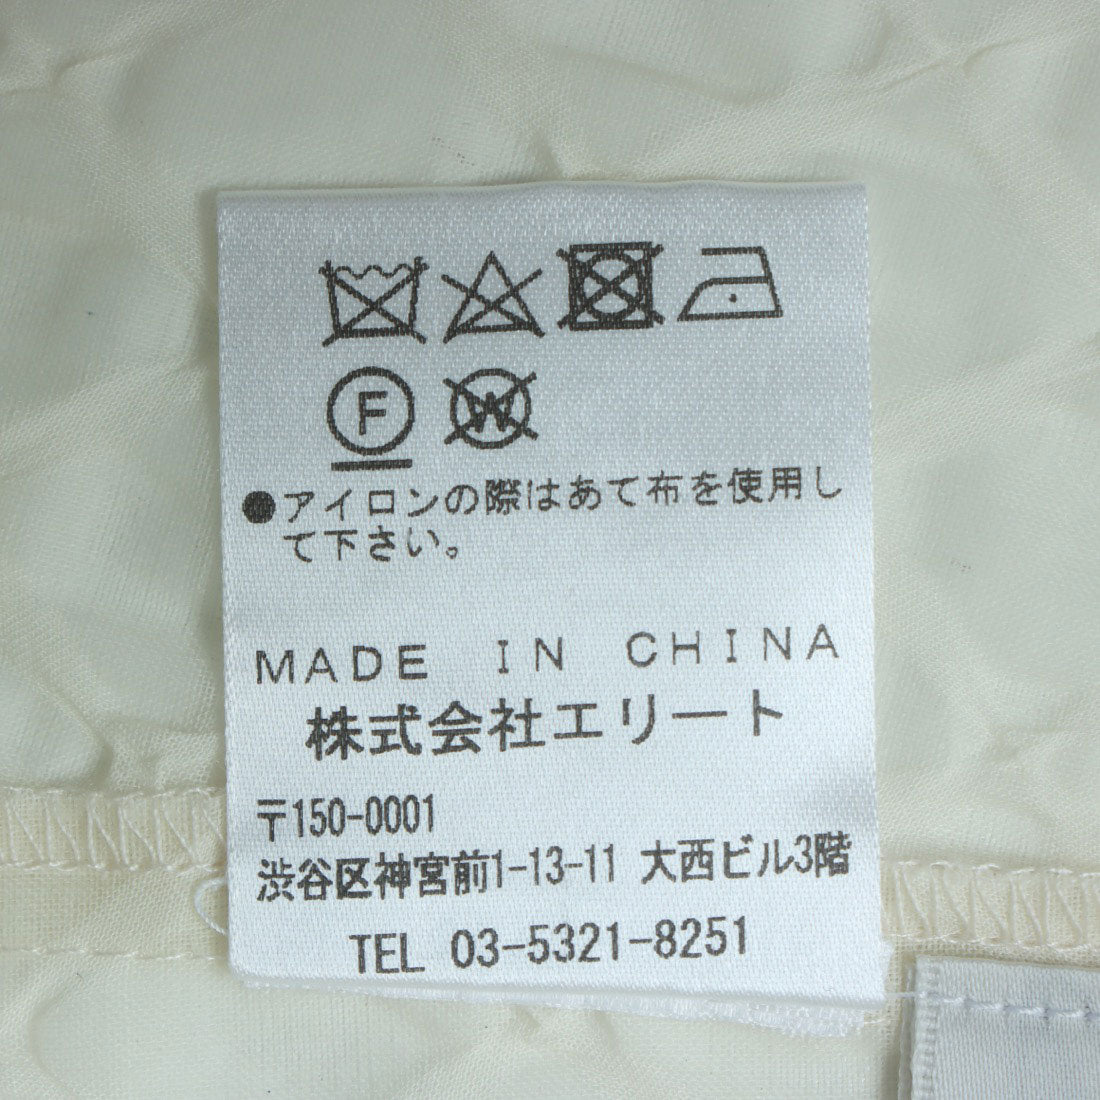 F W
●アイロンの際はあて布を使用し
て下さい。
MADE IN CHINA
株式会社エリート
〒150-0001
渋谷区神宮前1-13-11 大西ビル3階
TEL 03-5321-8251